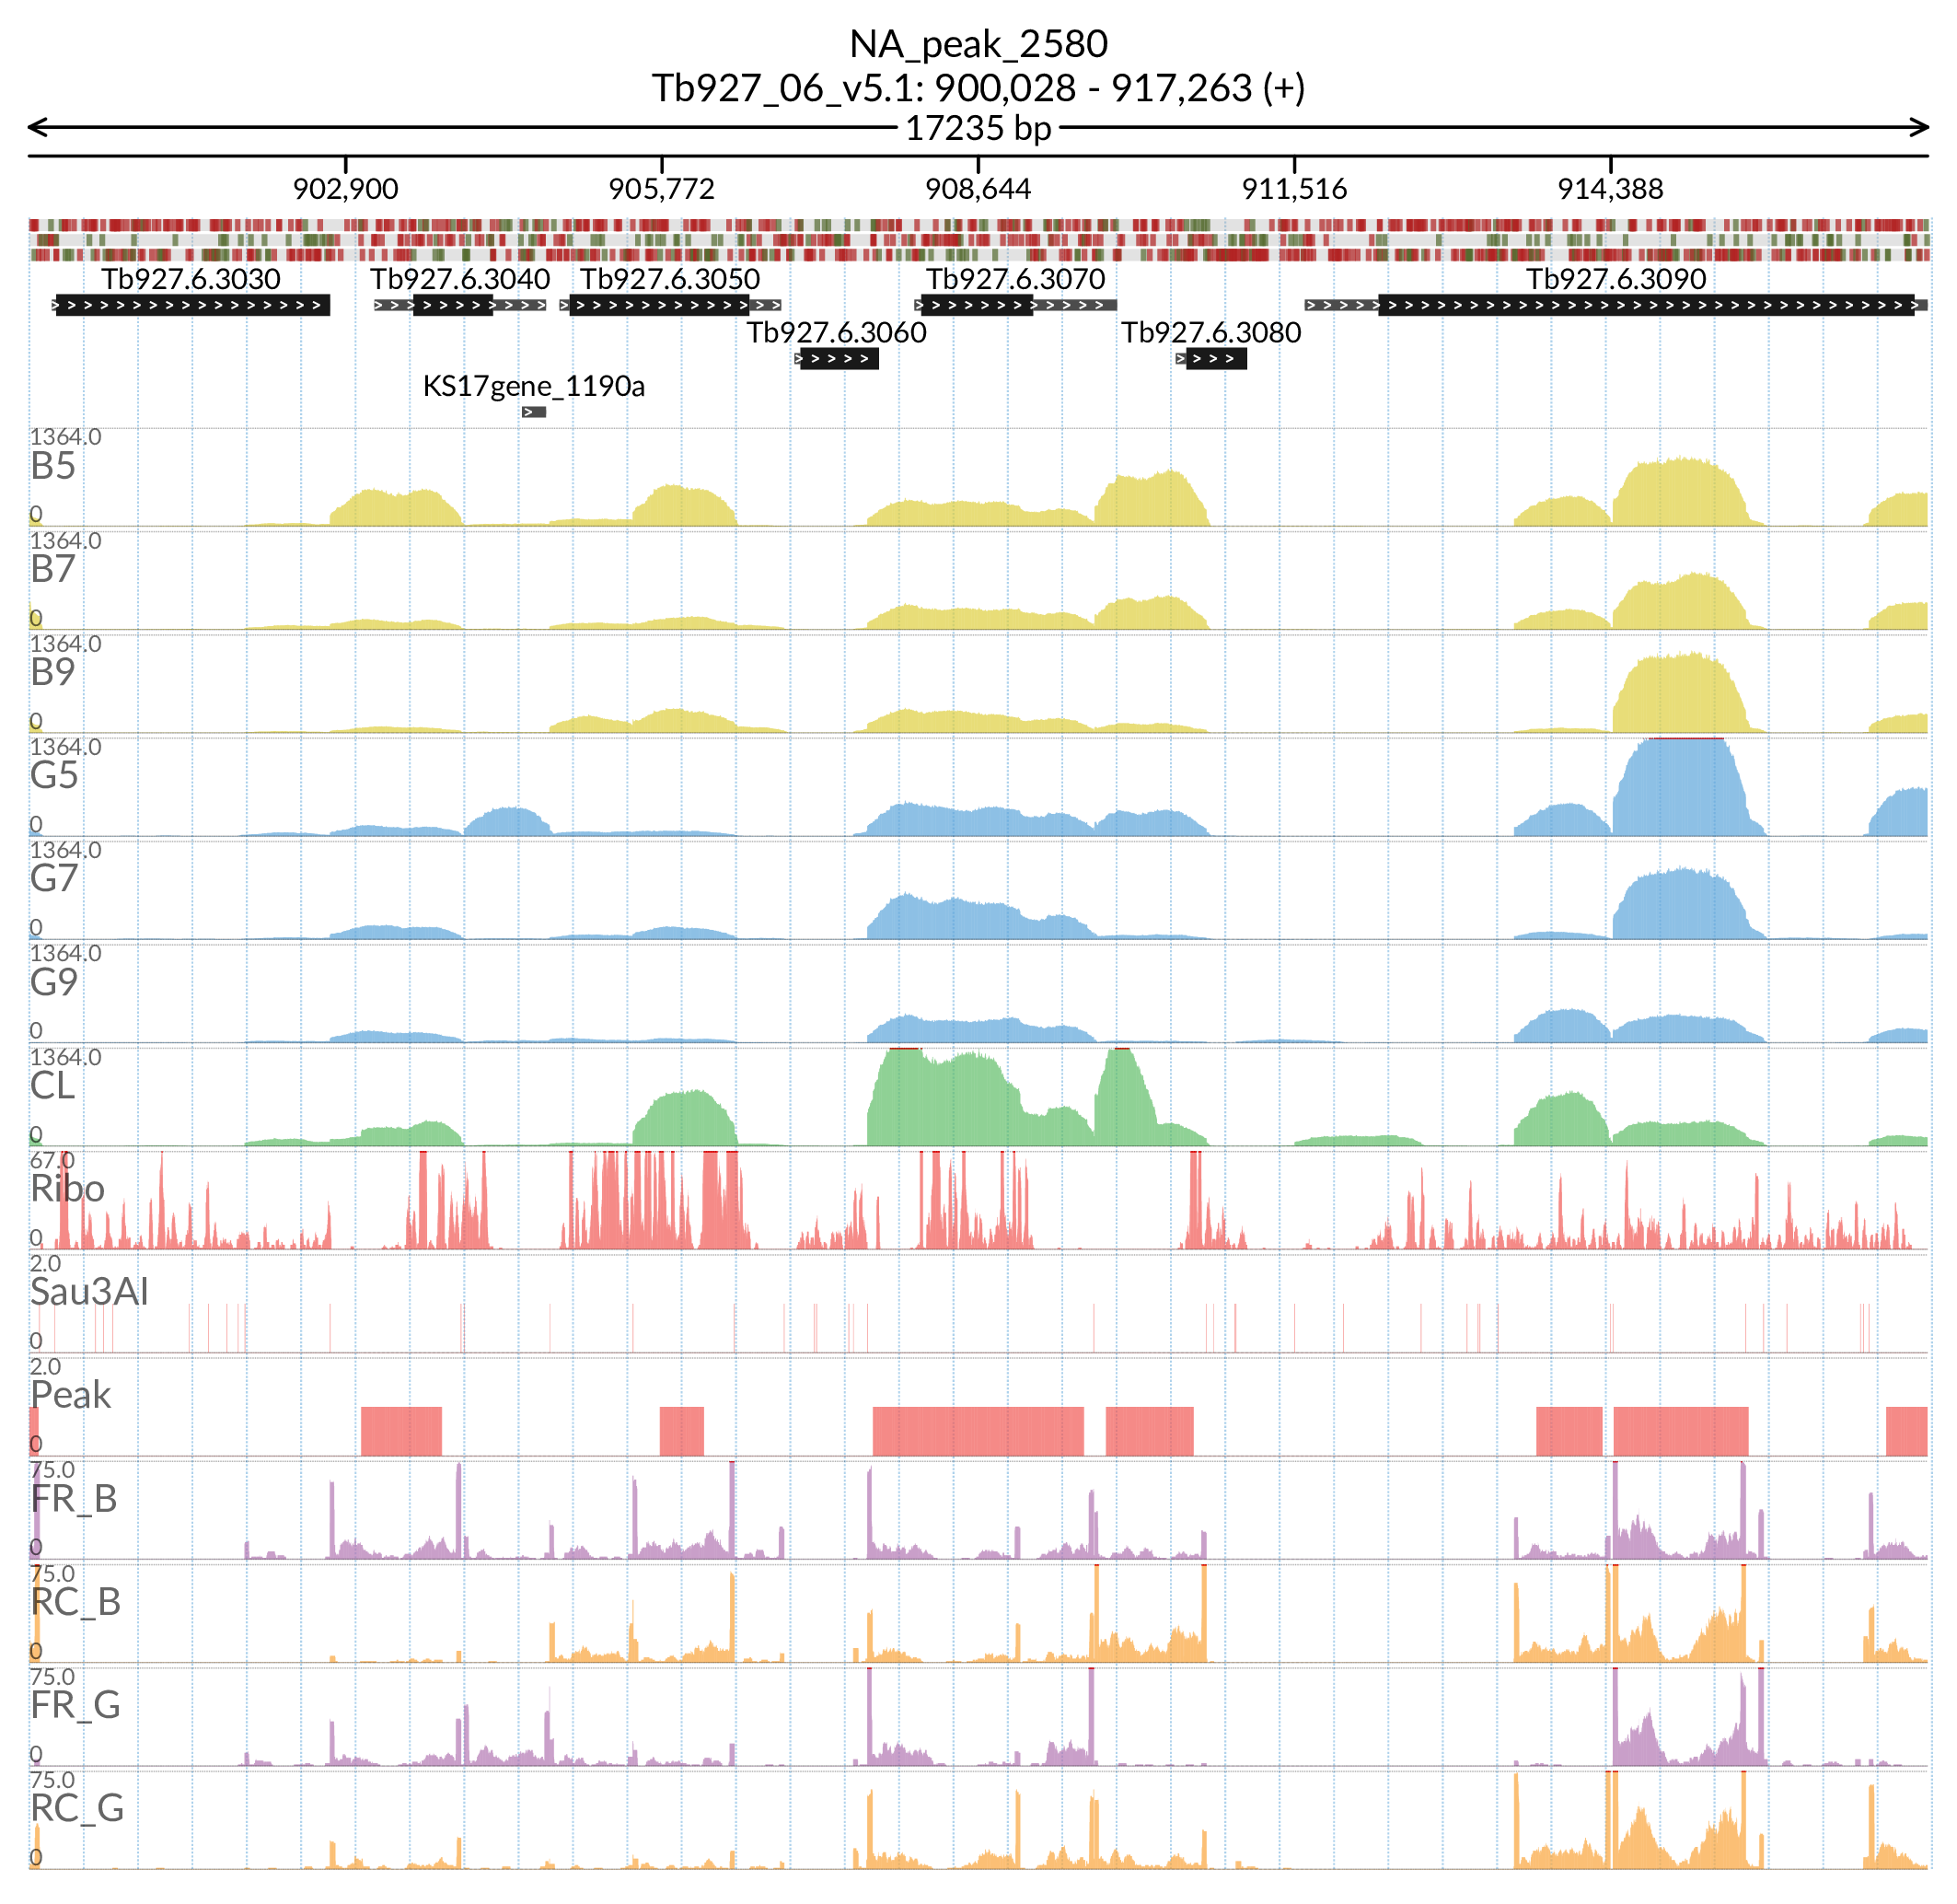 NA_peak_2580
Tb927_06_v5.1: 900,028 - 917,263 (+)
17235 bp
902,900 905,772 908,644 911,516 914,388
Tb927.6.3030 Tb927.6.3040 Tb927.6.3050 Tb927.6.3070 Tb927.6.3090
Tb927.6.3060 Tb927.6.3080
KS17gene_1190a
1364.0
B5
0
1364.0
B7
0
1364.0
B9
0
1364.0
G5
0
1364.0
G7
0
1364.0
G9
0
1364.0
CL
0
67.0
Ribo
0
2.0
Sau3AI
0
2.0
Peak
0
75.0
FR_B
0
75.0
RC_B
0
75.0
FR_G
0
75.0
RC_G
0